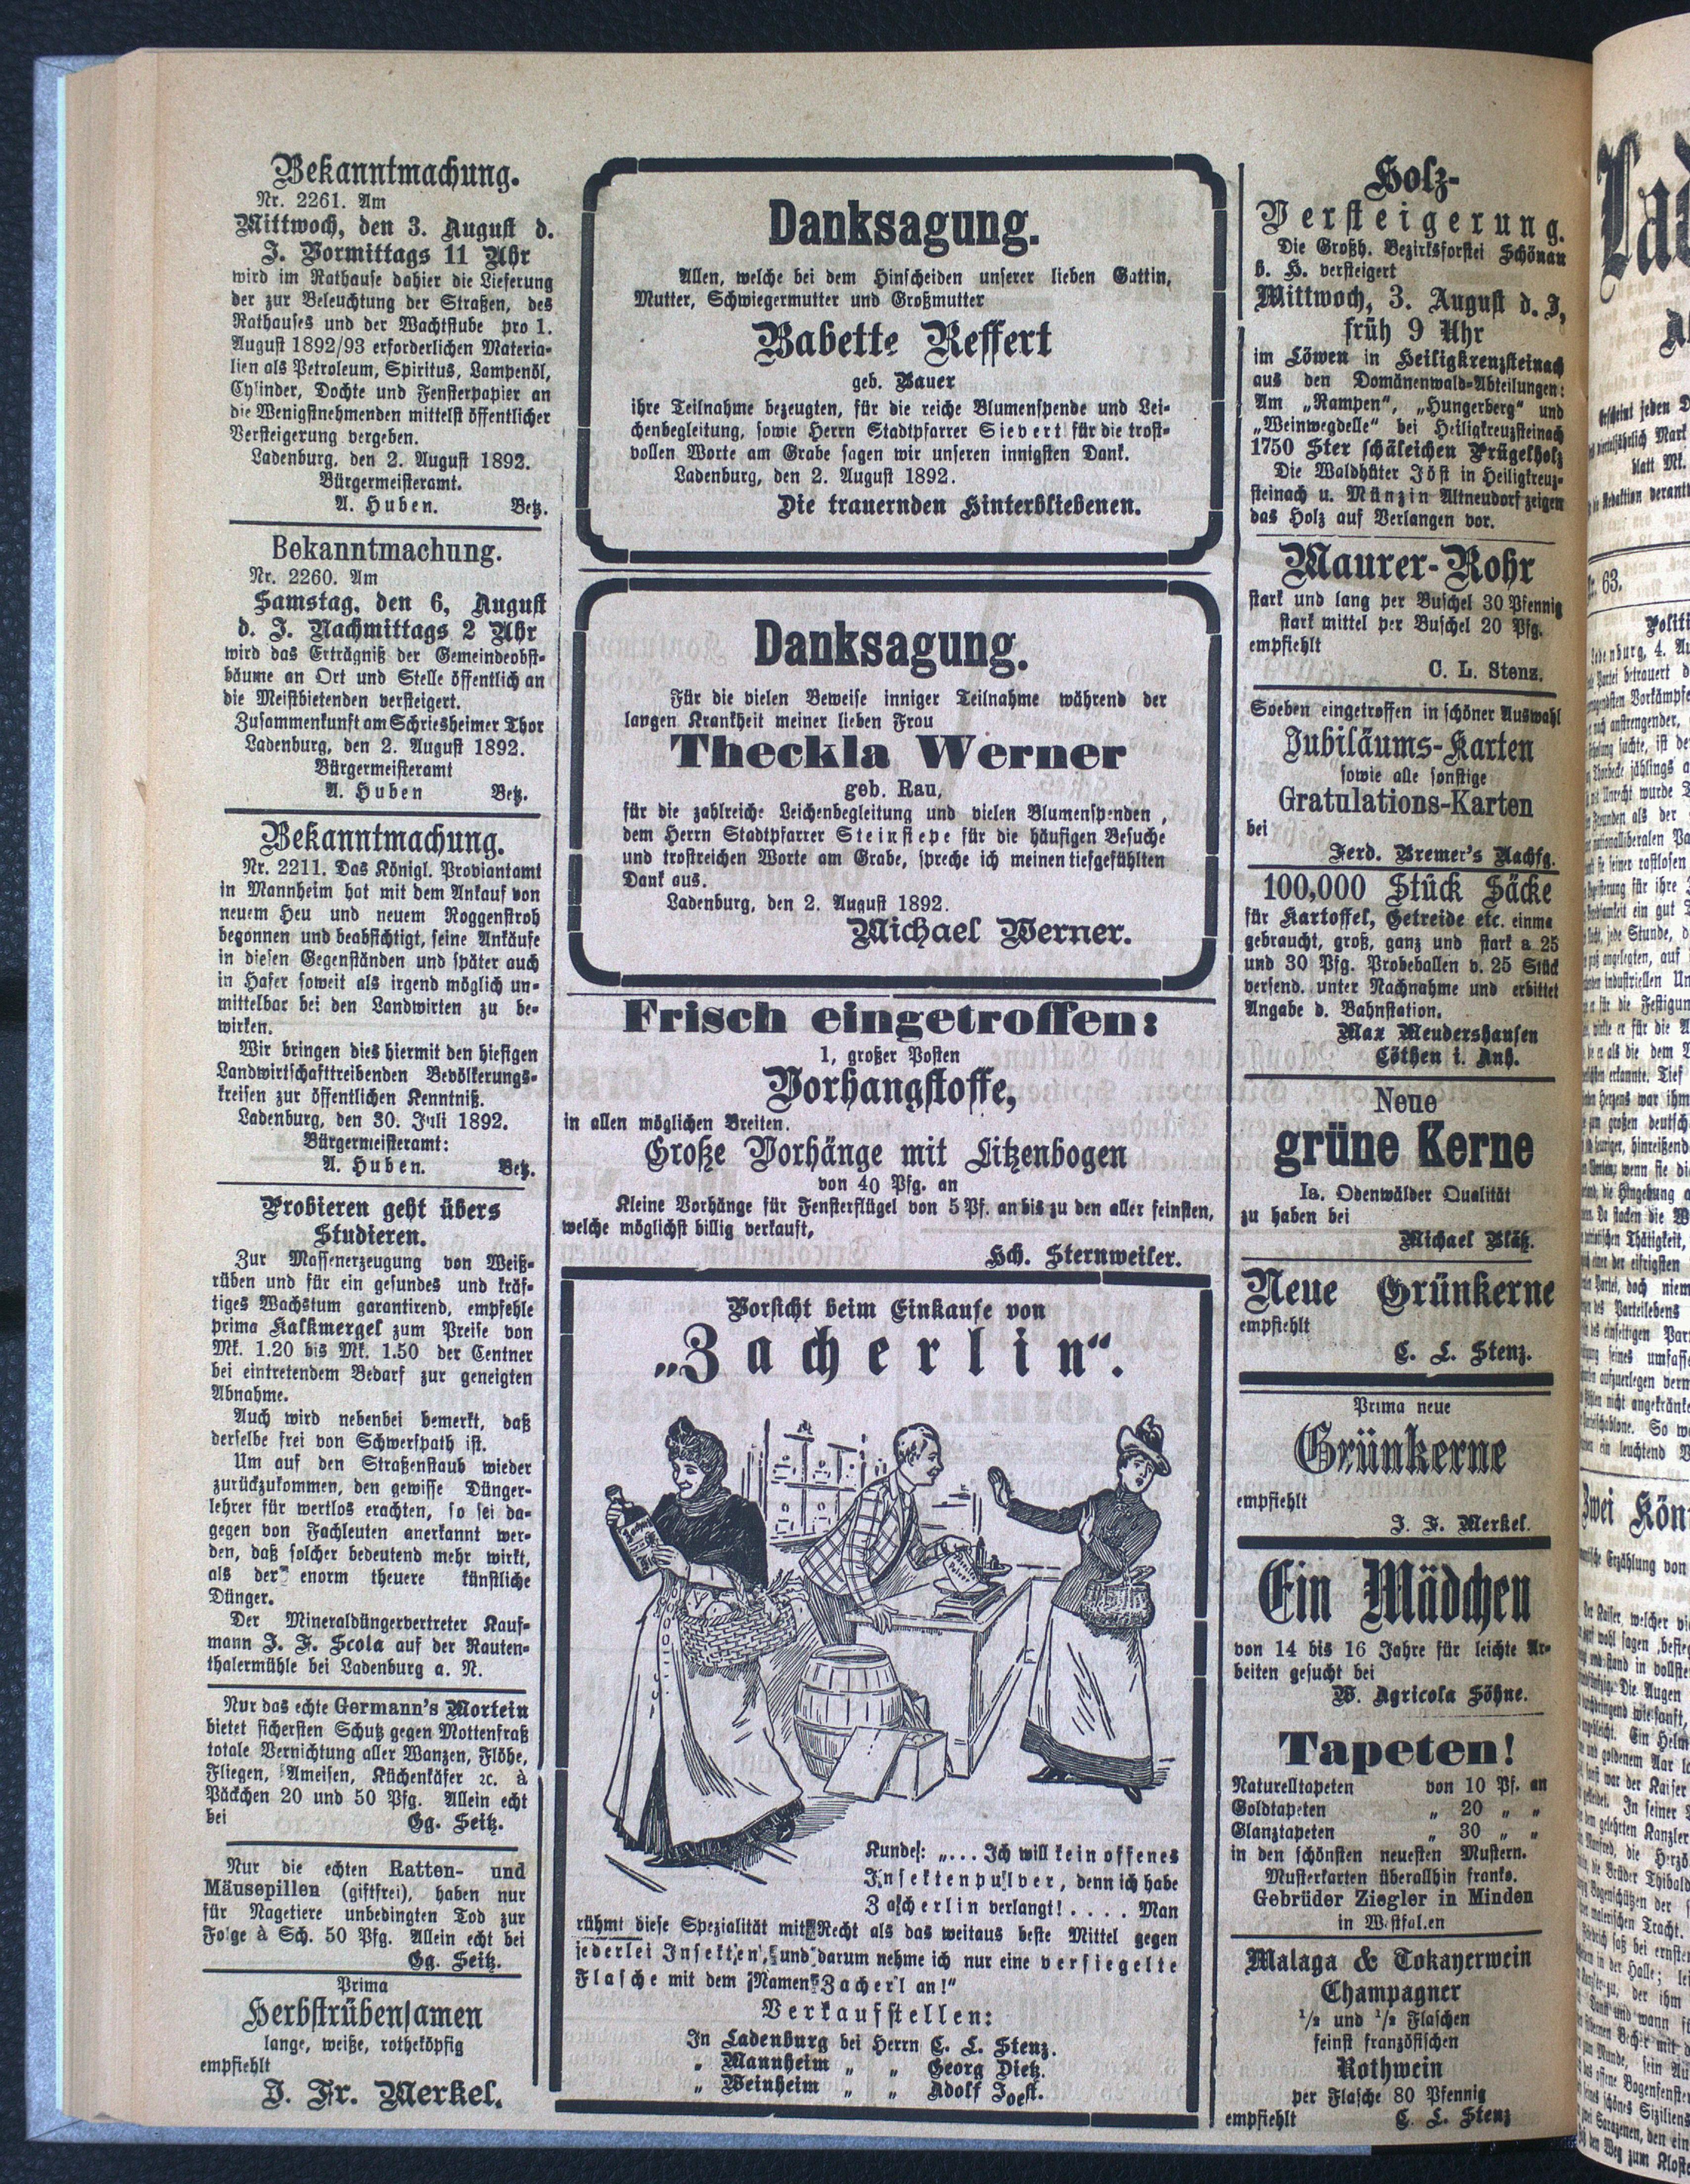 Bekanntmachung.
Nr. 2261. Am
Mittwoch, den 3. August d.
J. Vormittags 11 Uhr
wird im Rathause dahier die Lieferung
der zur Beleuchtung der Straßen, des
Rathauses und der Wachtstube pro 1.
August 1892/93 erforderlichen Materia-
lien als Petroleum, Spiritus, Lampenöl,
Cylinder, Dochte und Fensterpapier an
die Wenigstnehmenden mittelst öffentlicher
Versteigerung vergeben.
Ladenburg, den 2. August 1892.
Bürgermeisteramt.
A. Huben. Betz.
Bekanntmachung.
Nr. 2260. Am
Samstag, den 6, August
d. J. Nachmittags 2 Uhr
wird das Erträgniß der Gemeindeobst-
bäume an Ort und Stelle öffentlich an
die Meistbietenden versteigert.
Zusammenkunft am Schriesheimer Thor
Ladenburg, den 2. August 1892.
Bürgermeisteramt
A. Huben Betz.
Bekanntmachung.
Nr. 2211. Das Königl. Proviantamt
in Mannheim hat mit dem Ankauf von
neuem Heu und neuem Roggenstroh
begonnen und beabsichtigt, seine Ankäufe
in diesen Gegenständen und später auch
in Hafer soweit als irgend möglich un-
mittelbar bei den Landwirten zu be-
wirken.
Wir bringen dies hiermit den hiesigen
Landwirtschafttreibenden Bevölkerungs-
kreisen zur öffentlichen Kenntniß.
Ladenburg, den 30. Juli 1892.
Bürgermeisteramt:
A. Huben. Betz.
Probieren geht übers
Studieren.
Zur Massenerzeugung von Weiß-
rüben und für ein gesundes und kräf-
tiges Wachstum garantirend, empfehle
prima Kalkmergel zum Preise von
Mk. 1.20 bis Mk. 1.50 der Centner
bei eintretendem Bedarf zur geneigten
Abnahme.
Auch wird nebenbei bemerkt, daß
derselbe frei von Schwerspath ist.
Um auf den Straßenstaub wieder
zurückzukommen, den gewisse Dünger-
lehrer für wertlos erachten, so sei da-
gegen von Fachleuten anerkannt wer-
den, daß solcher bedeutend mehr wirkt,
als der enorm theuere künstliche
Dünger.
Der Mineraldüngervertreter Kauf-
mann J. F. Scola auf der Rauten-
thalermühle bei Ladenburg a. N.
Nur das echte Germann's Mortein
bietet sichersten Schutz gegen Mottenfraß
totale Vernichtung aller Wanzen, Flöhe,
Fliegen, Ameisen, Küchenkäfer ꝛc. à
Päckchen 20 und 50 Pfg. Allein echt
bei Gg. Seitz.
Nur die echten Ratten- und
Mäusepillen (giftfrei), haben nur
für Nagetiere unbedingten Tod zur
Folge à Sch. 50 Pfg. Allein echt bei
Gg. Seitz.
Prima
Herbstrübensamen
lange, weiße, rotheköpfig
empfiehlt
J. Fr. Merkel.
Danksagung.
Allen, welche bei dem Hinscheiden unserer lieben Gattin,
Mutter, Schwiegermutter und Großmutter
Babette Reffert
geb. Bauer
ihre Teilnahme bezeugten, für die reiche Blumenspende und Lei-
chenbegleitung, sowie Herrn Stadtpfarrer Sievert für die trost-
vollen Worte am Grabe sagen wir unseren innigsten Dank.
Ladenburg, den 2. August 1892.
Die trauernden Hinterbliebenen.
Danksagung.
Für die vielen Beweise inniger Teilnahme während der
langen Krankheit meiner lieben Frau
Theckla Werner
geb. Rau,
für die zahlreiche Leichenbegleitung und vielen Blumenspenden,
dem Herrn Stadtpfarrer Steinstepe für die häufigen Besuche
und trostreichen Worte am Grabe, spreche ich meinen tiefgefühlten
Dank aus.
Ladenburg, den 2. August 1892.
Michael Werner.
Frisch eingetroffen:
1, großer Posten
Vorhangstoffe,
in allen möglichen Breiten.
Große Vorhänge mit Litzenbogen
von 40 Pfg. an
Kleine Vorhänge für Fensterflügel von 5 Pf. an bis zu den aller feinsten,
welche möglichst billig verkauft,
Hch. Sternweiler.
Vorsicht beim Einkaufe von
„Zacherlin“.
Kunde: „... Ich will kein offenes
Insektenpulver, denn ich habe
Zacherlin verlangt! .... Man
rühmt diese Spezialität mit Recht als das weitaus beste Mittel gegen
jederlei Insekten, und darum nehme ich nur eine versiegelte
Flasche mit dem Namen Zacherl an!“
Verkaufstellen:
In Ladenburg bei Herrn C. L. Stenz.
„ Mannheim „ „ Georg Dietz.
„ Weinheim „ „ Adolf Joest.
Holz-
Versteigerung.
Die Großh. Bezirksforstei Schönau
b. H. versteigert
Mittwoch, 3. August d. J,
früh 9 Uhr
im Löwen in Heiligkreuzsteinach
aus den Domänenwald-Abteilungen:
Am „Rampen“, „Hungerberg“ und
„Weinwegdelle“ bei Heiligkreuzsteinach
1750 Ster schäleichen Prügelholz
Die Waldhüter Jöst in Heiligkreuz-
steinach u. Münz in Altneudorf zeigen
das Holz auf Verlangen vor.
Maurer-Rohr
stark und lang per Buschel 30 Pfennig
stark mittel per Buschel 20 Pfg.
empfiehlt
C. L. Stenz.
Soeben eingetroffen in schöner Auswahl
Jubiläums-Karten
sowie alle sonstige
Gratulations-Karten
bei
Ferd. Bremer's Nachfg.
100,000 Stück Säcke
für Kartoffel, Getreide etc. einma
gebraucht, groß, ganz und stark a 25
und 30 Pfg. Probeballen v. 25 Stück
versend. unter Nachnahme und erbittet
Angabe d. Bahnstation.
Max Mendershausen
Cöthen i. Anh.
Neue
grüne Kerne
Ia. Odenwälder Qualität
zu haben bei
Michael Bläß.
Neue Grünkerne
empfiehlt
C. L. Stenz.
Prima neue
Grünkerne
empfiehlt
J. F. Merkel.
Ein Mädchen
von 14 bis 16 Jahre für leichte Ar-
beiten gesucht bei
W. Agricola Söhne.
Tapeten!
Naturelltapeten von 10 Pf. an
Goldtapeten „ 20 „ „
Glanztapeten „ 30 „ „
in den schönsten neuesten Mustern.
Musterkarten überallhin franko.
Gebrüder Ziegler in Minden
in Westfalen
Malaga & Tokayerwein
Champagner
1/2 und 1/2 Flaschen
feinst französischen
Rothwein
per Flasche 80 Pfennig
empfiehlt C. L. Stenz